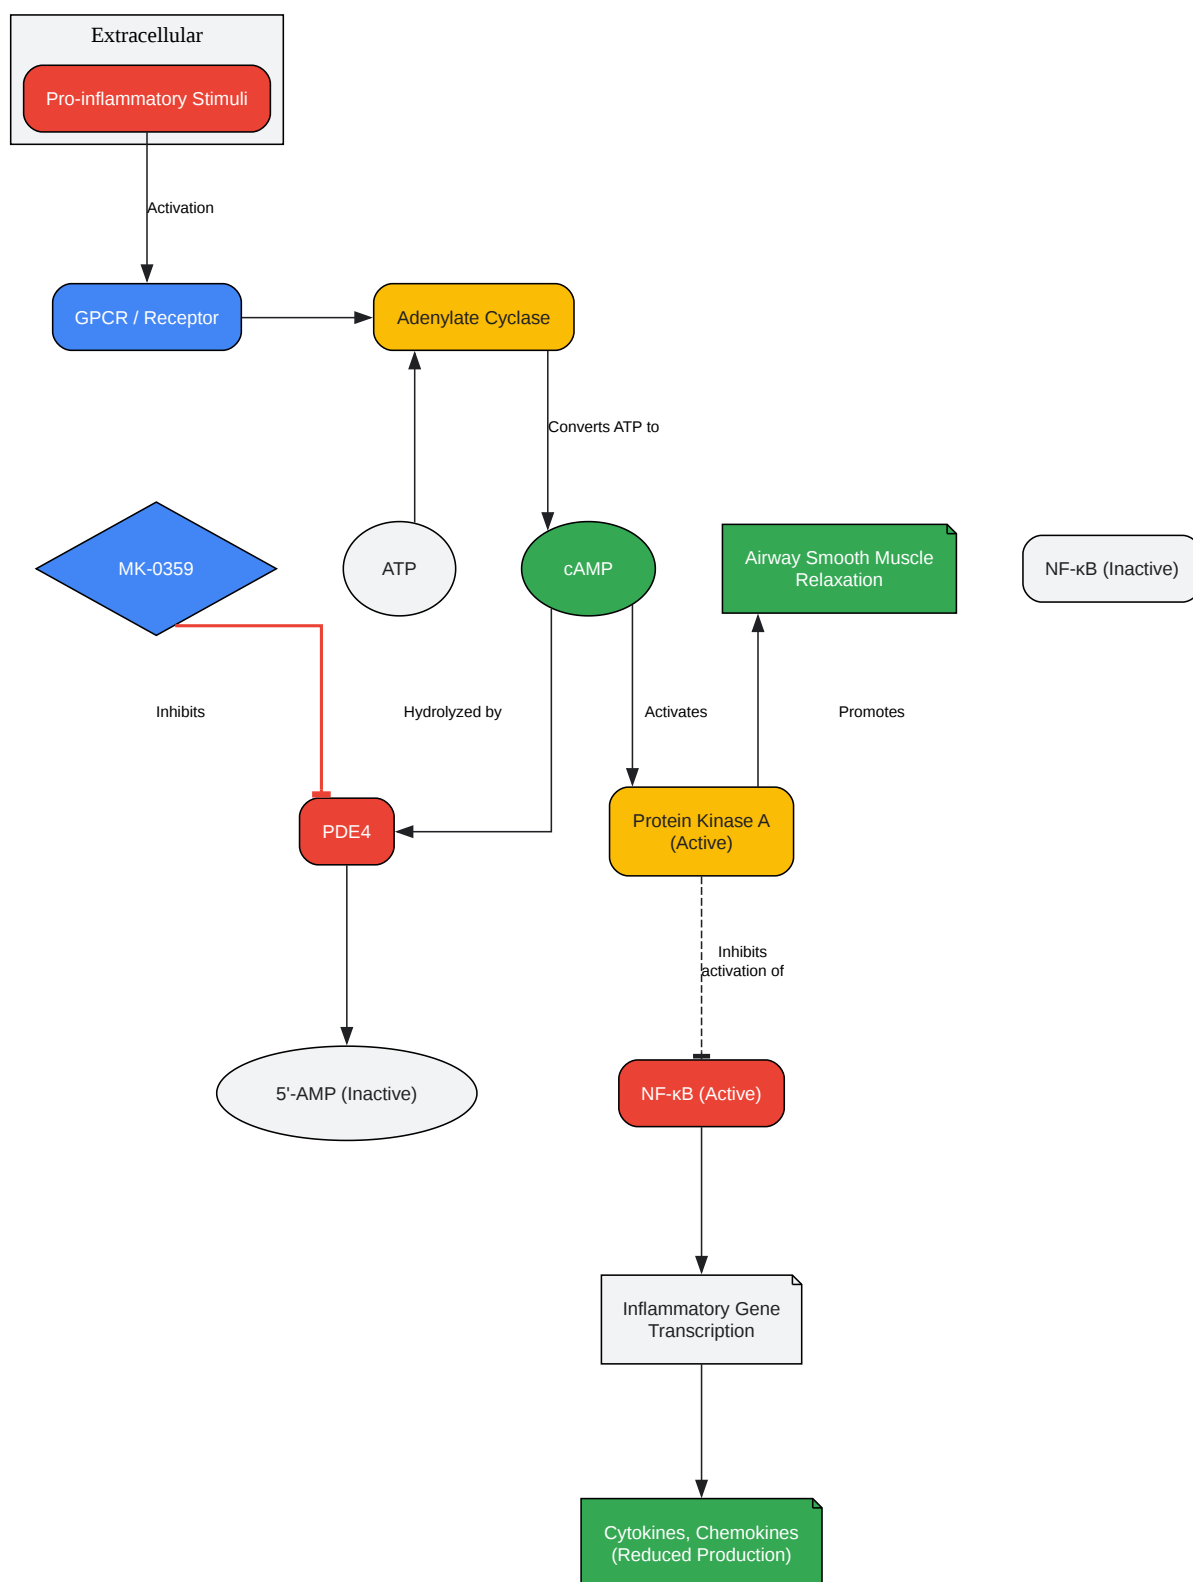 Extracellular
Pro-inflammatory Stimuli
Activation
GPCR / Receptor
Adenylate Cyclase
Converts ATP to
MK-0359
ATP
cAMP
Airway Smooth Muscle
Relaxation
NF-κB (Inactive)
Inhibits
Hydrolyzed by
Activates
Promotes
PDE4
Protein Kinase A
(Active)
Inhibits
activation of
5'-AMP (Inactive)
NF-κB (Active)
Inflammatory Gene
Transcription
Cytokines, Chemokines
(Reduced Production)